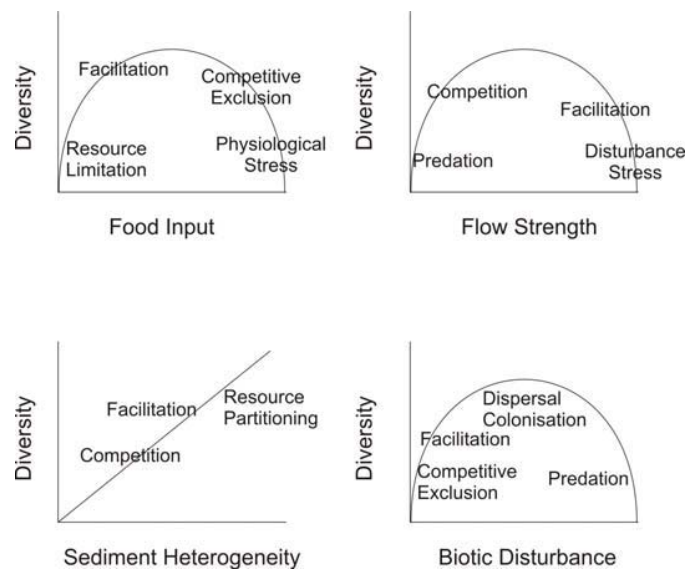 Diversity
Facilitation
Competitive
Exclusion
Resource
Limitation
Physiological
Stress
Food Input
Diversity
Competition
Facilitation
Predation
Disturbance
Stress
Flow Strength
Diversity
Facilitation
Resource
Partitioning
Competition
Sediment Heterogeneity
Diversity
Dispersal
Colonisation
Facilitation
Competitive
Exclusion
Predation
Biotic Disturbance